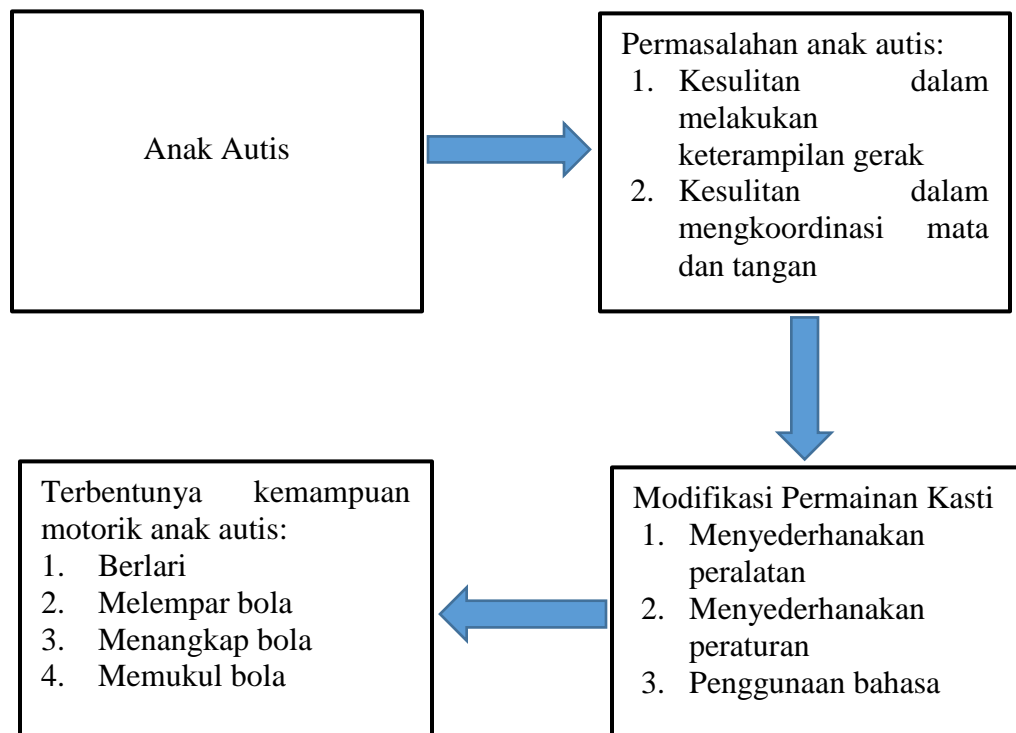 Anak Autis
Permasalahan anak autis:
1. Kesulitan dalam
melakukan
keterampilan gerak
2. Kesulitan dalam
mengkoordinasi mata
dan tangan
Modifikasi Permainan Kasti
1. Menyederhanakan
peralatan
2. Menyederhanakan
peraturan
3. Penggunaan bahasa
Terbentunya kemampuan
motorik anak autis:
1. Berlari
2. Melempar bola
3. Menangkap bola
4. Memukul bola